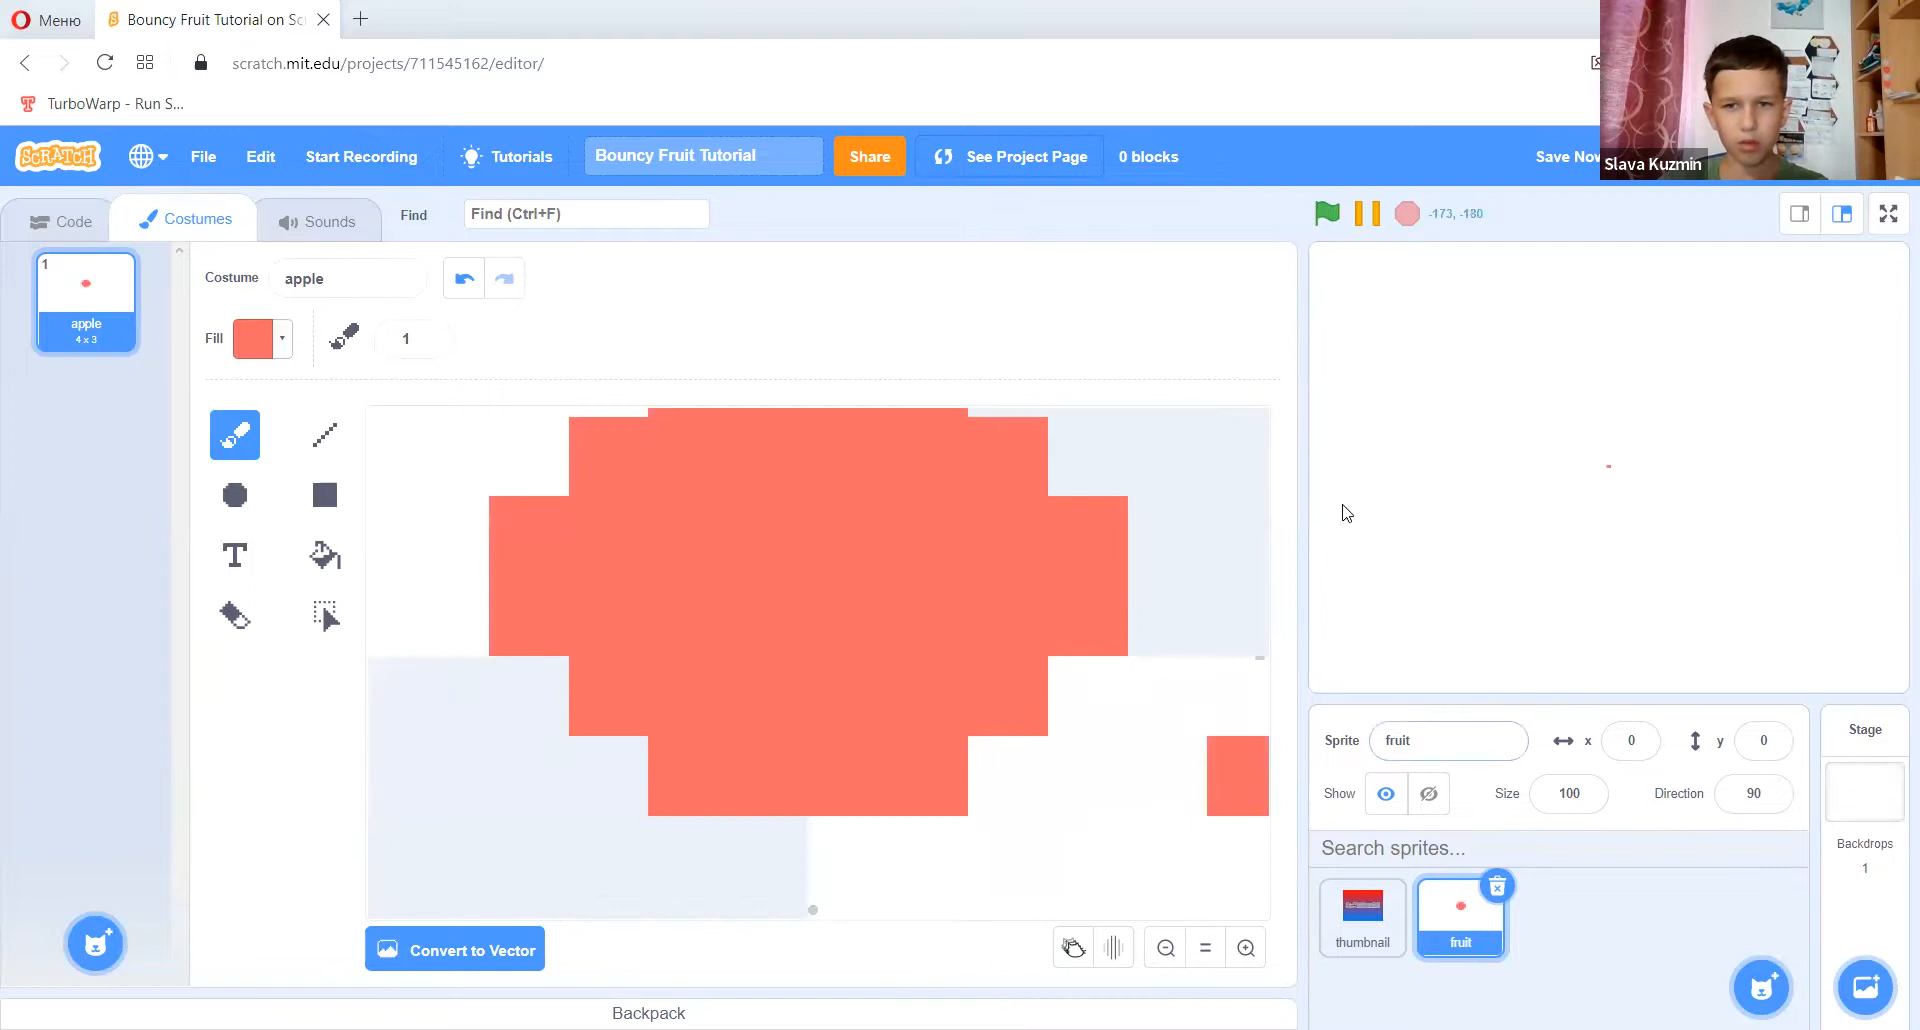 Меню
Bouncy Fruit Tutorial on Sc
scratch.mit.edu/projects/711545162/editor/
TurboWarp - Run S...
SCRATCH
File
Edit
Start Recording
Tutorials
Bouncy Fruit Tutorial
Share
See Project Page
0 blocks
Save Now
Slava Kuzmin
Code
Costumes
Sounds
Find
Find (Ctrl+F)
-173, -180
1
apple
4 x 3
Costume
apple
Fill
1
T
Convert to Vector
Backpack
Sprite
fruit
x
0
y
0
Show
Size
100
Direction
90
Search sprites...
thumbnail
fruit
Stage
Backdrops
1